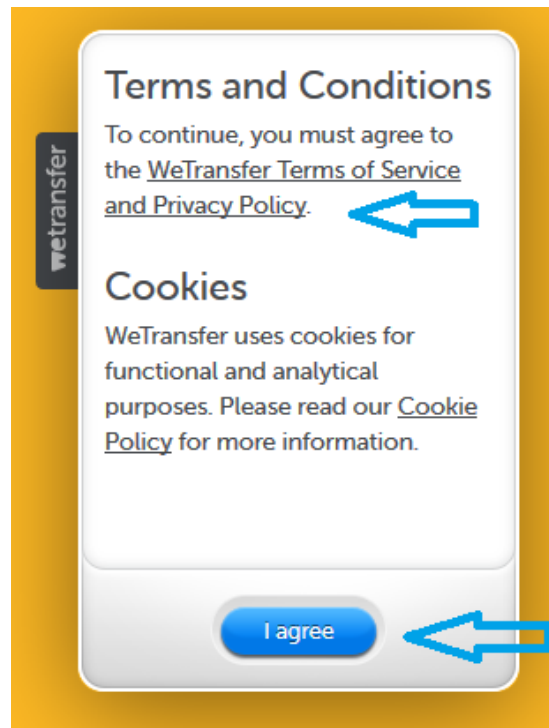 Terms and Conditions
To continue, you must agree to
the WeTransfer Terms of Service
and Privacy Policy.
wetransfer
Cookies
WeTransfer uses cookies for
functional and analytical
purposes. Please read our Cookie
Policy for more information.
I agree